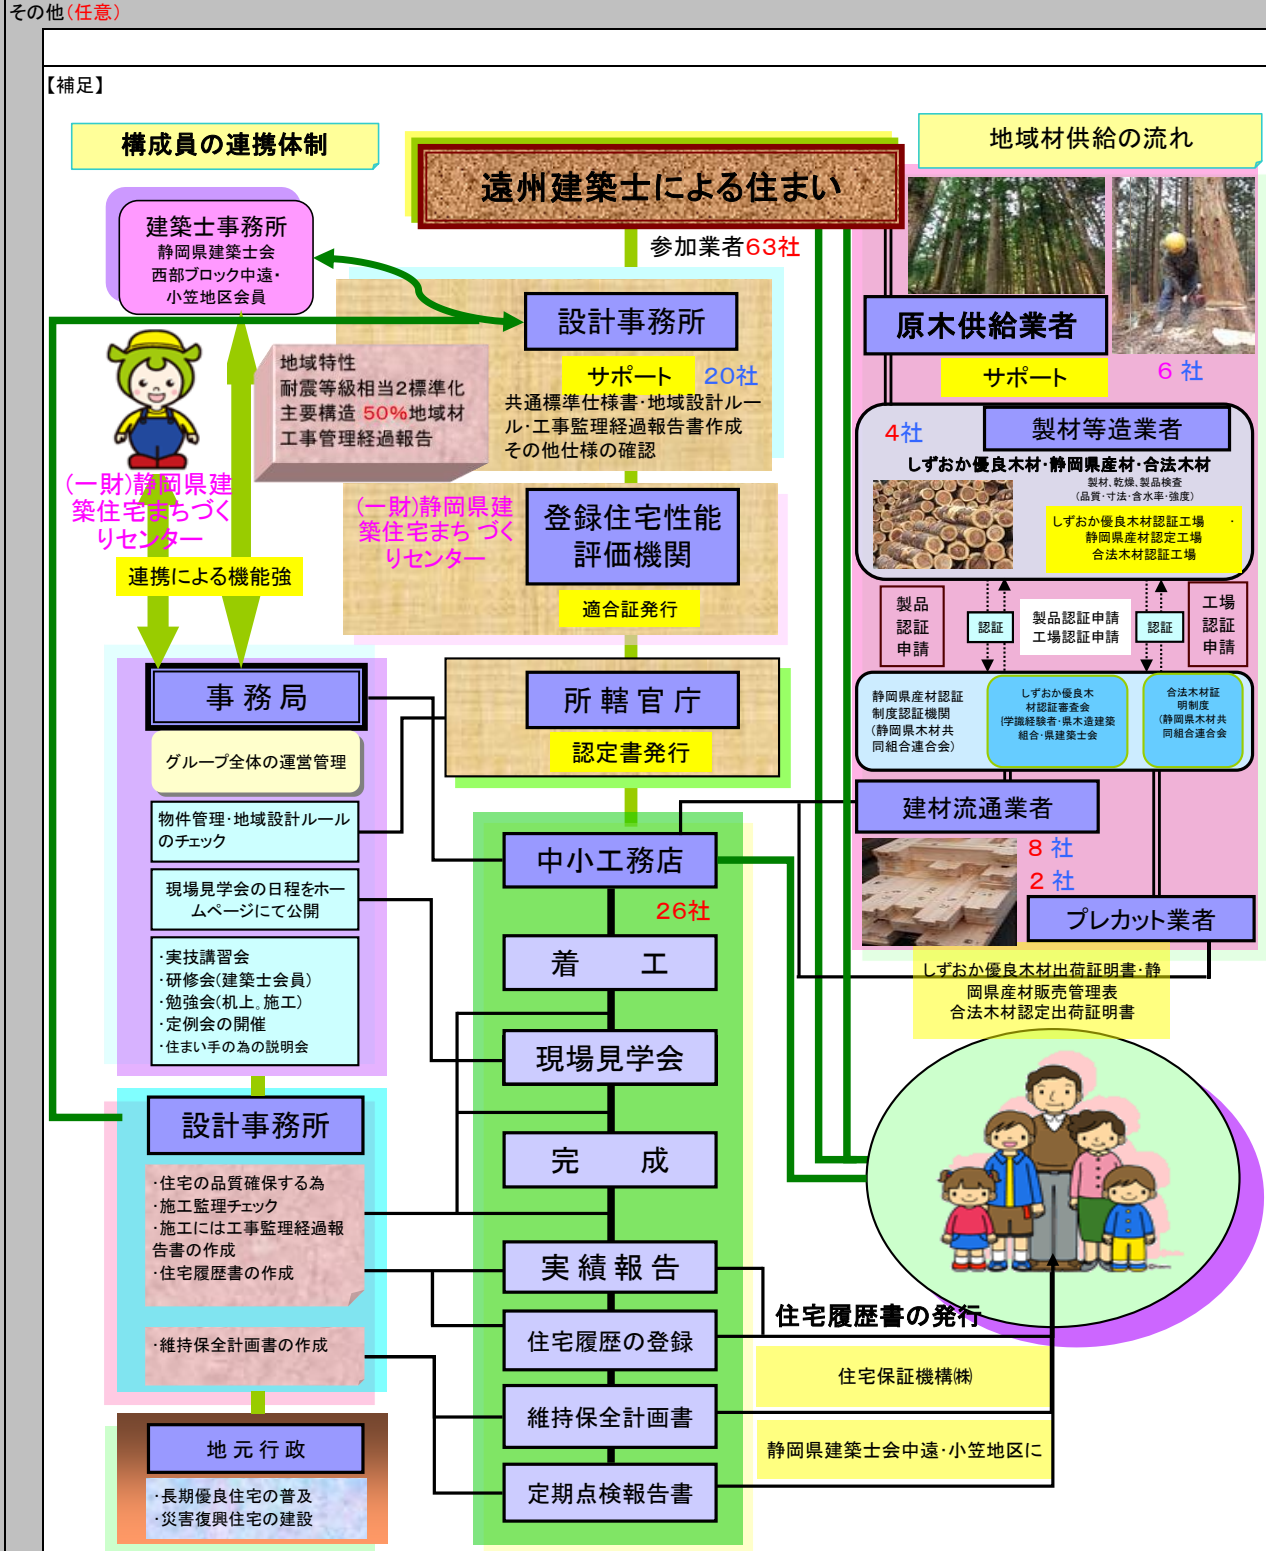 その他(任意)
【補足】
構成員の連携体制
遠州建築士による住まい
地域材供給の流れ
参加業者63社
建築士事務所
静岡県建築士会
西部ブロック中遠・
小笠地区会員
地域特性
耐震等級相当2標準化
主要構造 50%地域材
工事管理経過報告
(一財)静岡県建
築住宅まちづく
りセンター
連携による機能強
設計事務所
サポート 20社
共通標準仕様書・地域設計ルー
ル・工事監理経過報告書作成
その他仕様の確認
(一財)静岡県建
築住宅まち づく
りセンター
登録住宅性能
評価機関
適合証発行
所轄官庁
認定書発行
事務局
グループ全体の運営管理
物件管理・地域設計ルール
のチェック
現場見学会の日程をホー
ムページにて公開
・実技講習会
・研修会(建築士会員)
・勉強会(机上。施工)
・定例会の開催
・住まい手の為の説明会
設計事務所
・住宅の品質確保する為
・施工監理チェック
・施工には工事監理経過報
告書の作成
・住宅履歴書の作成
・維持保全計画書の作成
地元行政
・長期優良住宅の普及
・災害復興住宅の建設
中小工務店
26社
着 工
現場見学会
完 成
実績報告
住宅履歴の登録
維持保全計画書
定期点検報告書
原木供給業者
サポート
6 社
4社
製材等造業者
しずおか優良木材・静岡県産材・合法木材
製材、乾燥、製品検査
(品質・寸法・含水率・強度)
しずおか優良木材認証工場 ・
静岡県産材認定工場
合法木材認証工場
製品
認証
申請
認証
製品認証申請
工場認証申請
認証
工場
認証
申請
静岡県産材認証
制度認証機関
(静岡県木材共
同組合連合会)
しずおか優良木
材認証審査会
(学識経験者・県木造建築
組合・県建築士会
合法木材証
明制度
(静岡県木材共
同組合連合会
建材流通業者
8 社
2 社
プレカット業者
しずおか優良木材出荷証明書・静
岡県産材販売管理表
合法木材認定出荷証明書
住宅履歴書の発行
住宅保証機構㈱
静岡県建築士会中遠・小笠地区に